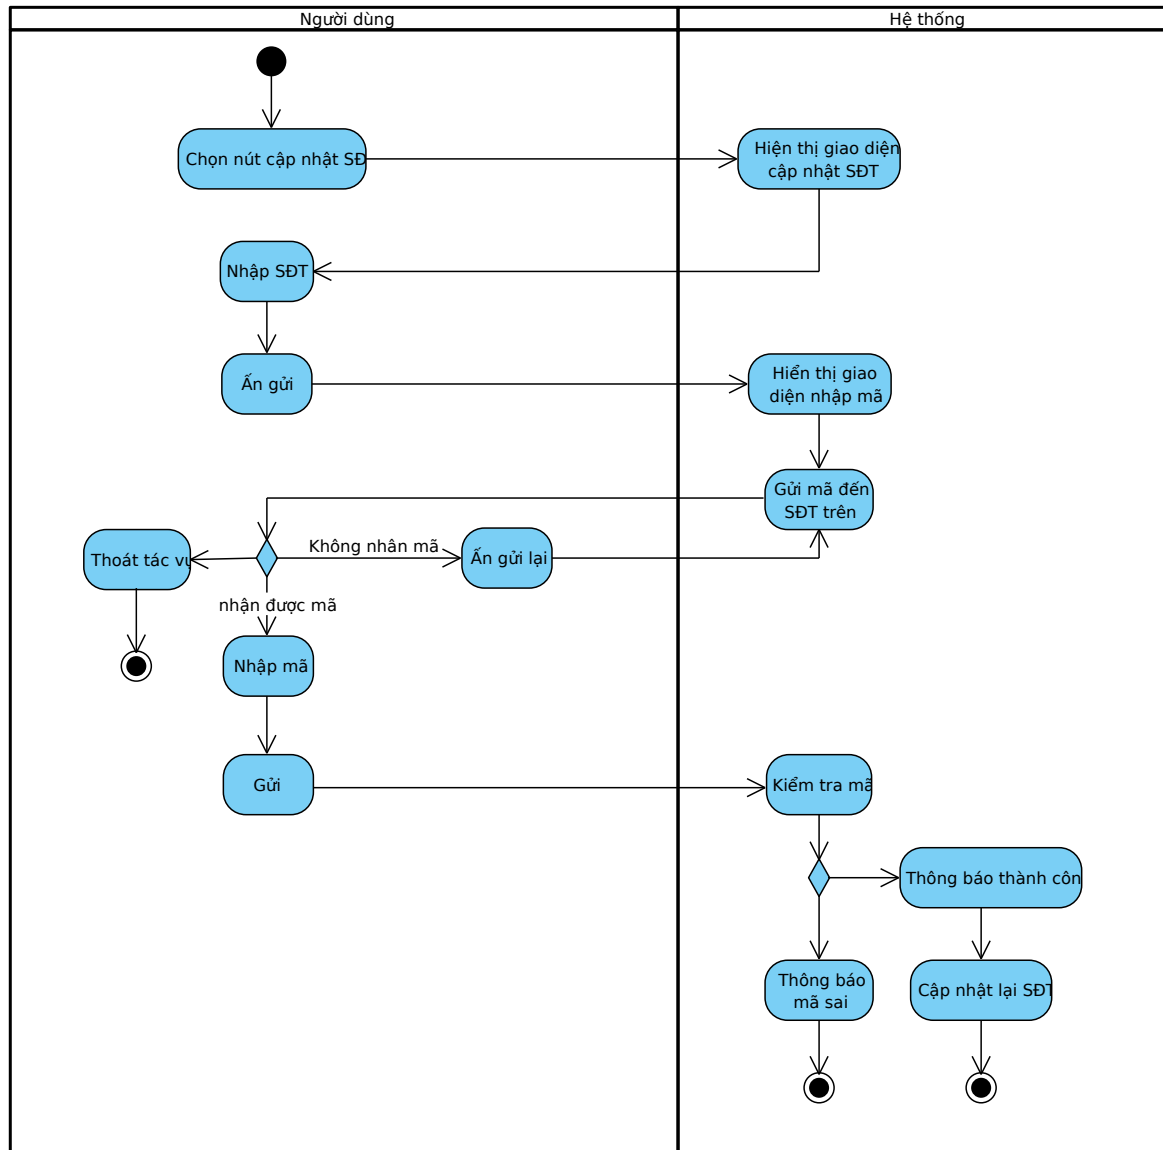 Người dùng
Hệ thống
Chọn nút cập nhật SĐ
Hiện thị giao diện
cập nhật SĐT
Nhập SĐT
Ấn gửi
Hiển thị giao
diện nhập mã
Gửi mã đến
SĐT trên
Thoát tác vụ
Không nhân mã
Ấn gửi lại
nhận được mã
Nhập mã
Gửi
Kiểm tra mã
Thông báo thành côn
Thông báo
mã sai
Cập nhật lại SĐT